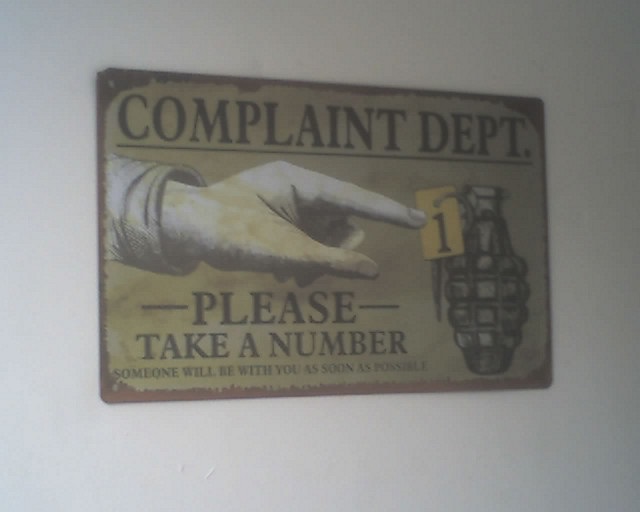 COMPLAINT DEPT.
1
PLEASE
TAKE A NUMBER
SOMEONE WILL BE WITH YOU AS SOON AS POSSIBLE